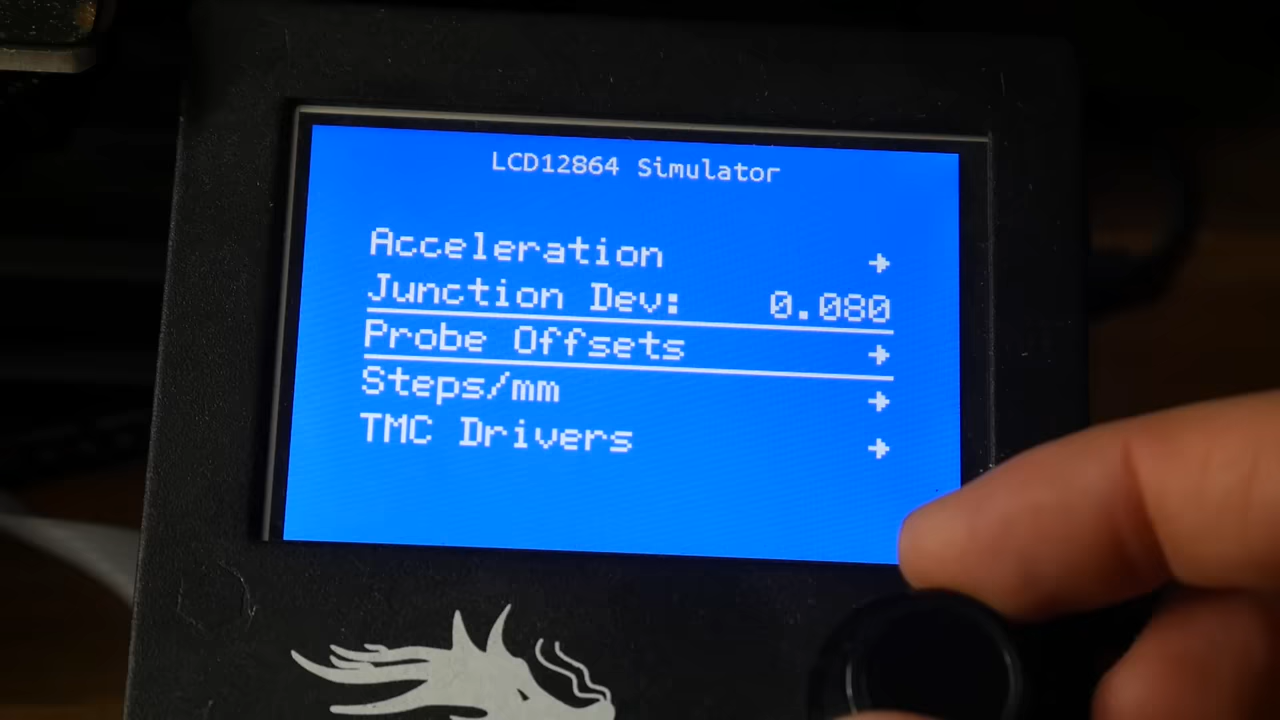 LCD12864 Simulator
Acceleration →
Junction Dev: 0.080
Probe Offsets →
Steps/mm →
TMC Drivers →